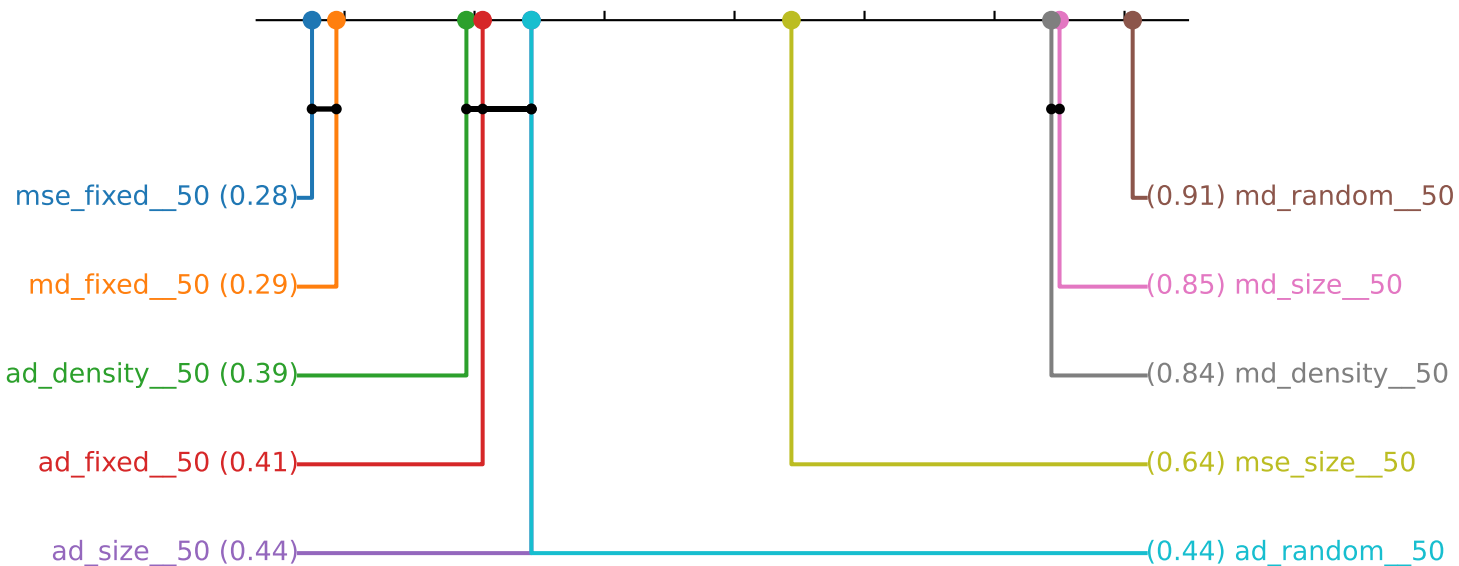 mse_fixed__50 (0.28)
(0.91) md_random__50
md_fixed__50 (0.29)
(0.85) md_size__50
ad_density__50 (0.39)
(0.84) md_density__50
ad_fixed__50 (0.41)
(0.64) mse_size__50
ad_size__50 (0.44)
(0.44) ad_random__50